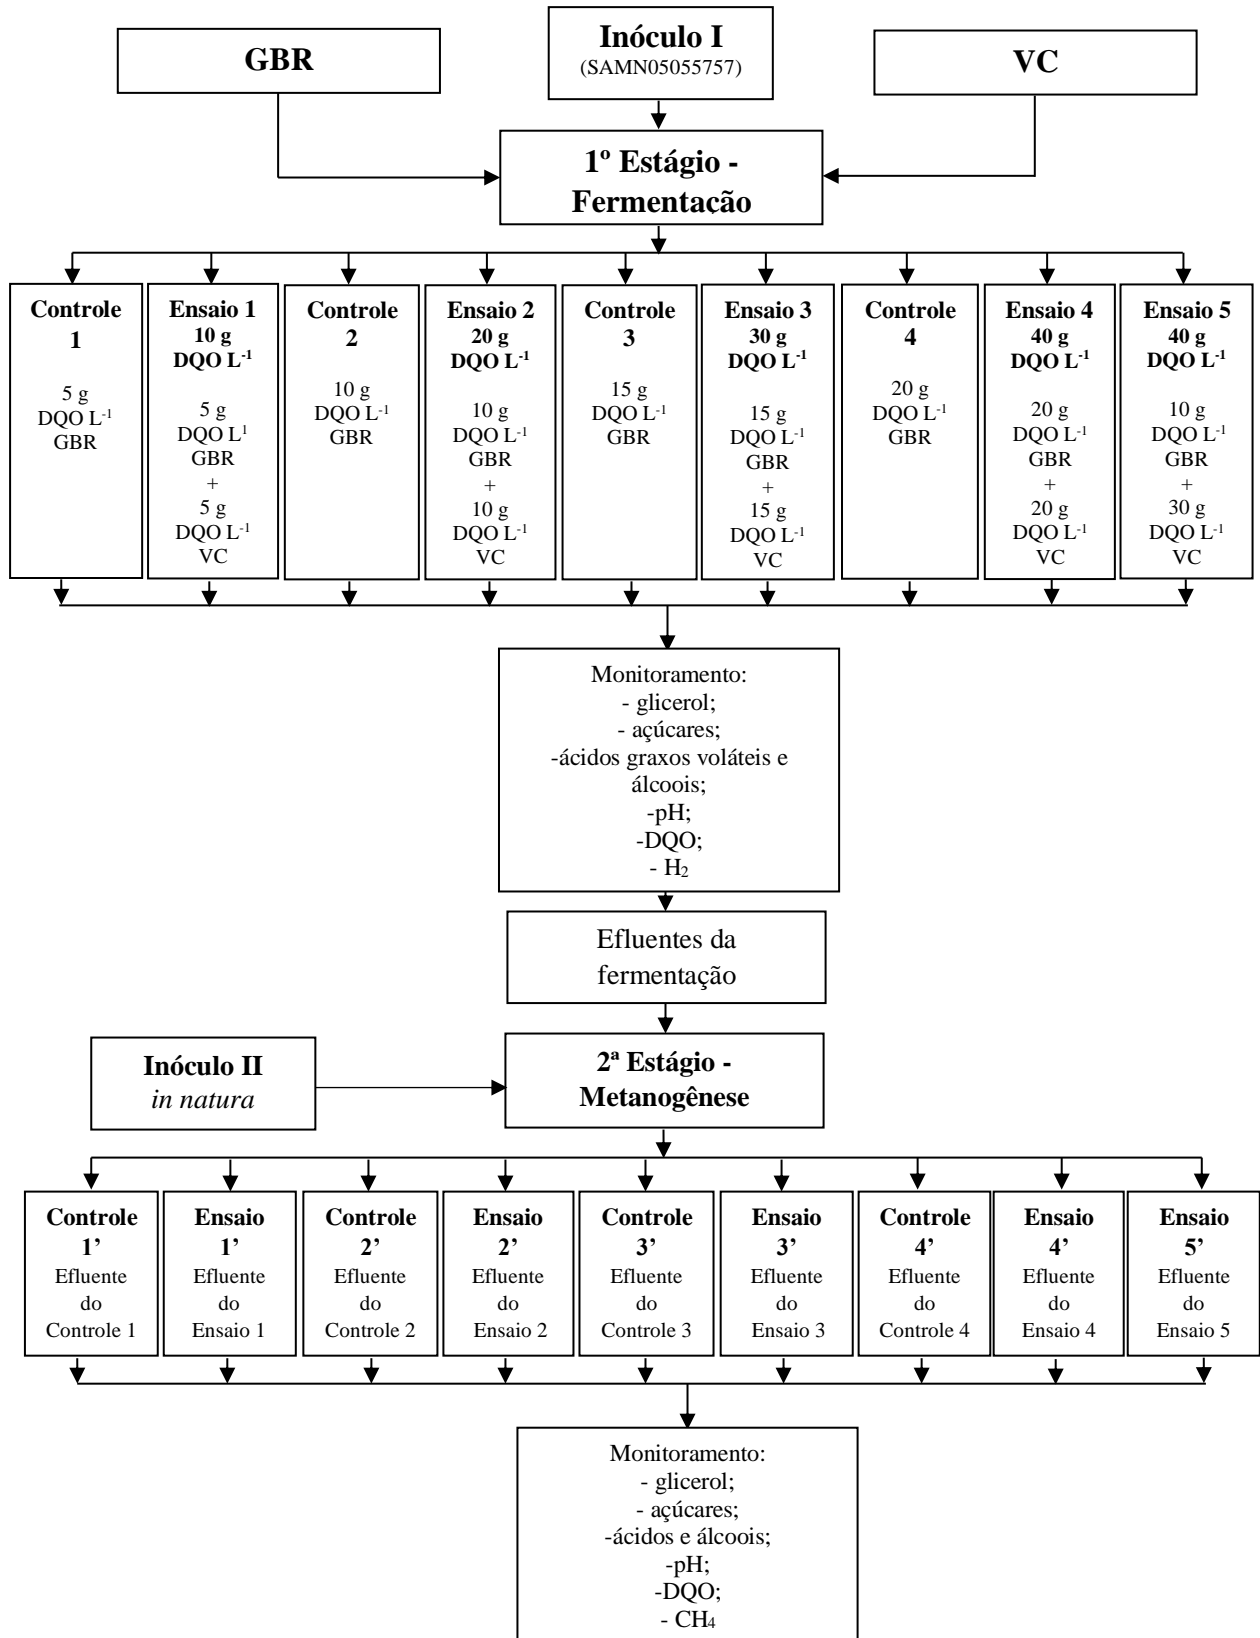 GBR
Inóculo I
(SAMN05055757)
VC
1º Estágio -
Fermentação
Controle
1
5 g
DQO L⁻¹
GBR
Ensaio 1
10 g
DQO L⁻¹
5 g
DQO L¹
GBR
+
5 g
DQO L⁻¹
VC
Controle
2
10 g
DQO L⁻¹
GBR
Ensaio 2
20 g
DQO L⁻¹
10 g
DQO L⁻¹
GBR
+
10 g
DQO L⁻¹
VC
Controle
3
15 g
DQO L⁻¹
GBR
Ensaio 3
30 g
DQO L⁻¹
15 g
DQO L⁻¹
GBR
+
15 g
DQO L⁻¹
VC
Controle
4
20 g
DQO L⁻¹
GBR
Ensaio 4
40 g
DQO L⁻¹
20 g
DQO L⁻¹
GBR
+
20 g
DQO L⁻¹
VC
Ensaio 5
40 g
DQO L⁻¹
10 g
DQO L⁻¹
GBR
+
30 g
DQO L⁻¹
VC
Monitoramento:
- glicerol;
- açúcares;
-ácidos graxos voláteis e
álcoois;
-pH;
-DQO;
- H₂
Efluentes da
fermentação
Inóculo II
in natura
2ª Estágio -
Metanogênese
Controle
1’
Efluente
do
Controle 1
Ensaio
1’
Efluente
do
Ensaio 1
Controle
2’
Efluente
do
Controle 2
Ensaio
2’
Efluente
do
Ensaio 2
Controle
3’
Efluente
do
Controle 3
Ensaio
3’
Efluente
do
Ensaio 3
Controle
4’
Efluente
do
Controle 4
Ensaio
4’
Efluente
do
Ensaio 4
Ensaio
5’
Efluente
do
Ensaio 5
Monitoramento:
- glicerol;
- açúcares;
-ácidos e álcoois;
-pH;
-DQO;
- CH₄